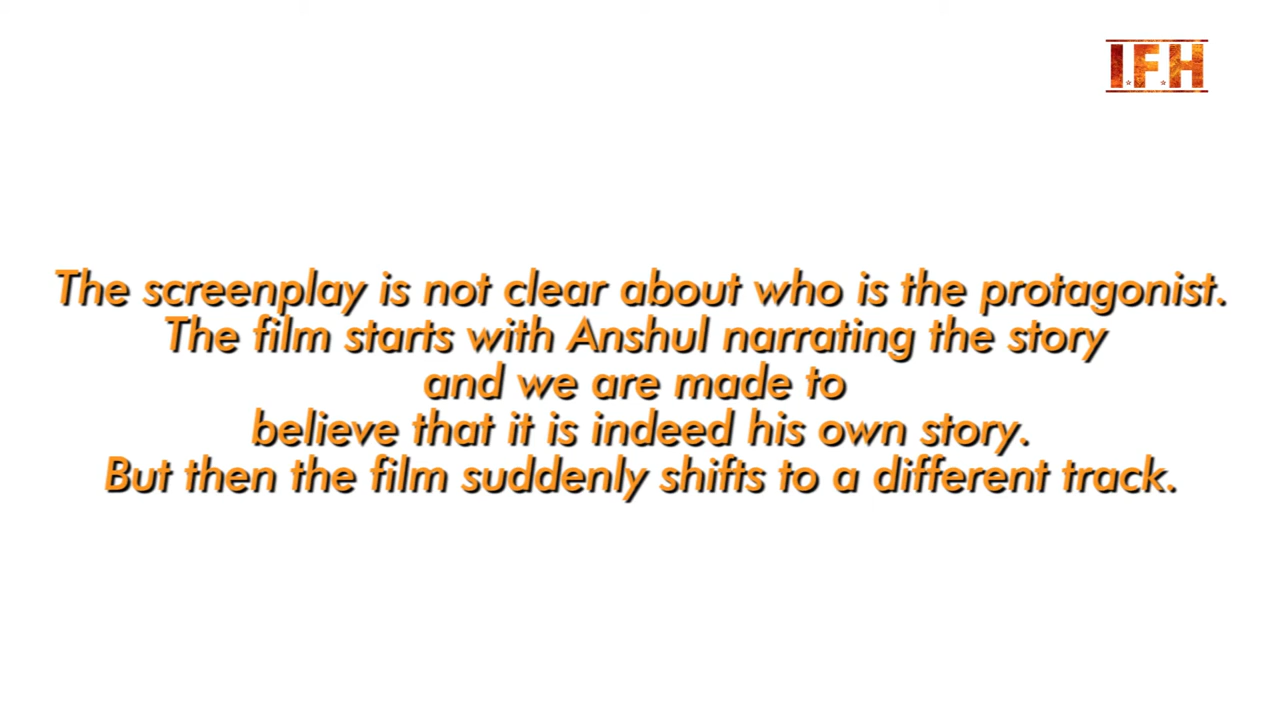 I.F.H
The screenplay is not clear about who is the protagonist.
The film starts with Anshul narrating the story
and we are made to
believe that it is indeed his own story.
But then the film suddenly shifts to a different track.